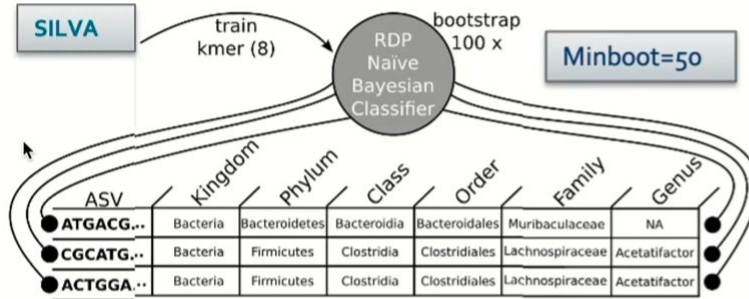 SILVA
train
kmer (8)
RDP
Naïve
Bayesian
Classifier
bootstrap
100 x
Minboot=50
ASV Kingdom Phylum Class Order Family Genus
ATGACG... Bacteria Bacteroidetes Bacteroidia Bacteroidales Muribaculaceae NA
CGCATG... Bacteria Firmicutes Clostridia Clostridiales Lachnospiraceae Acetatifactor
ACTGGA... Bacteria Firmicutes Clostridia Clostridiales Lachnospiraceae Acetatifactor